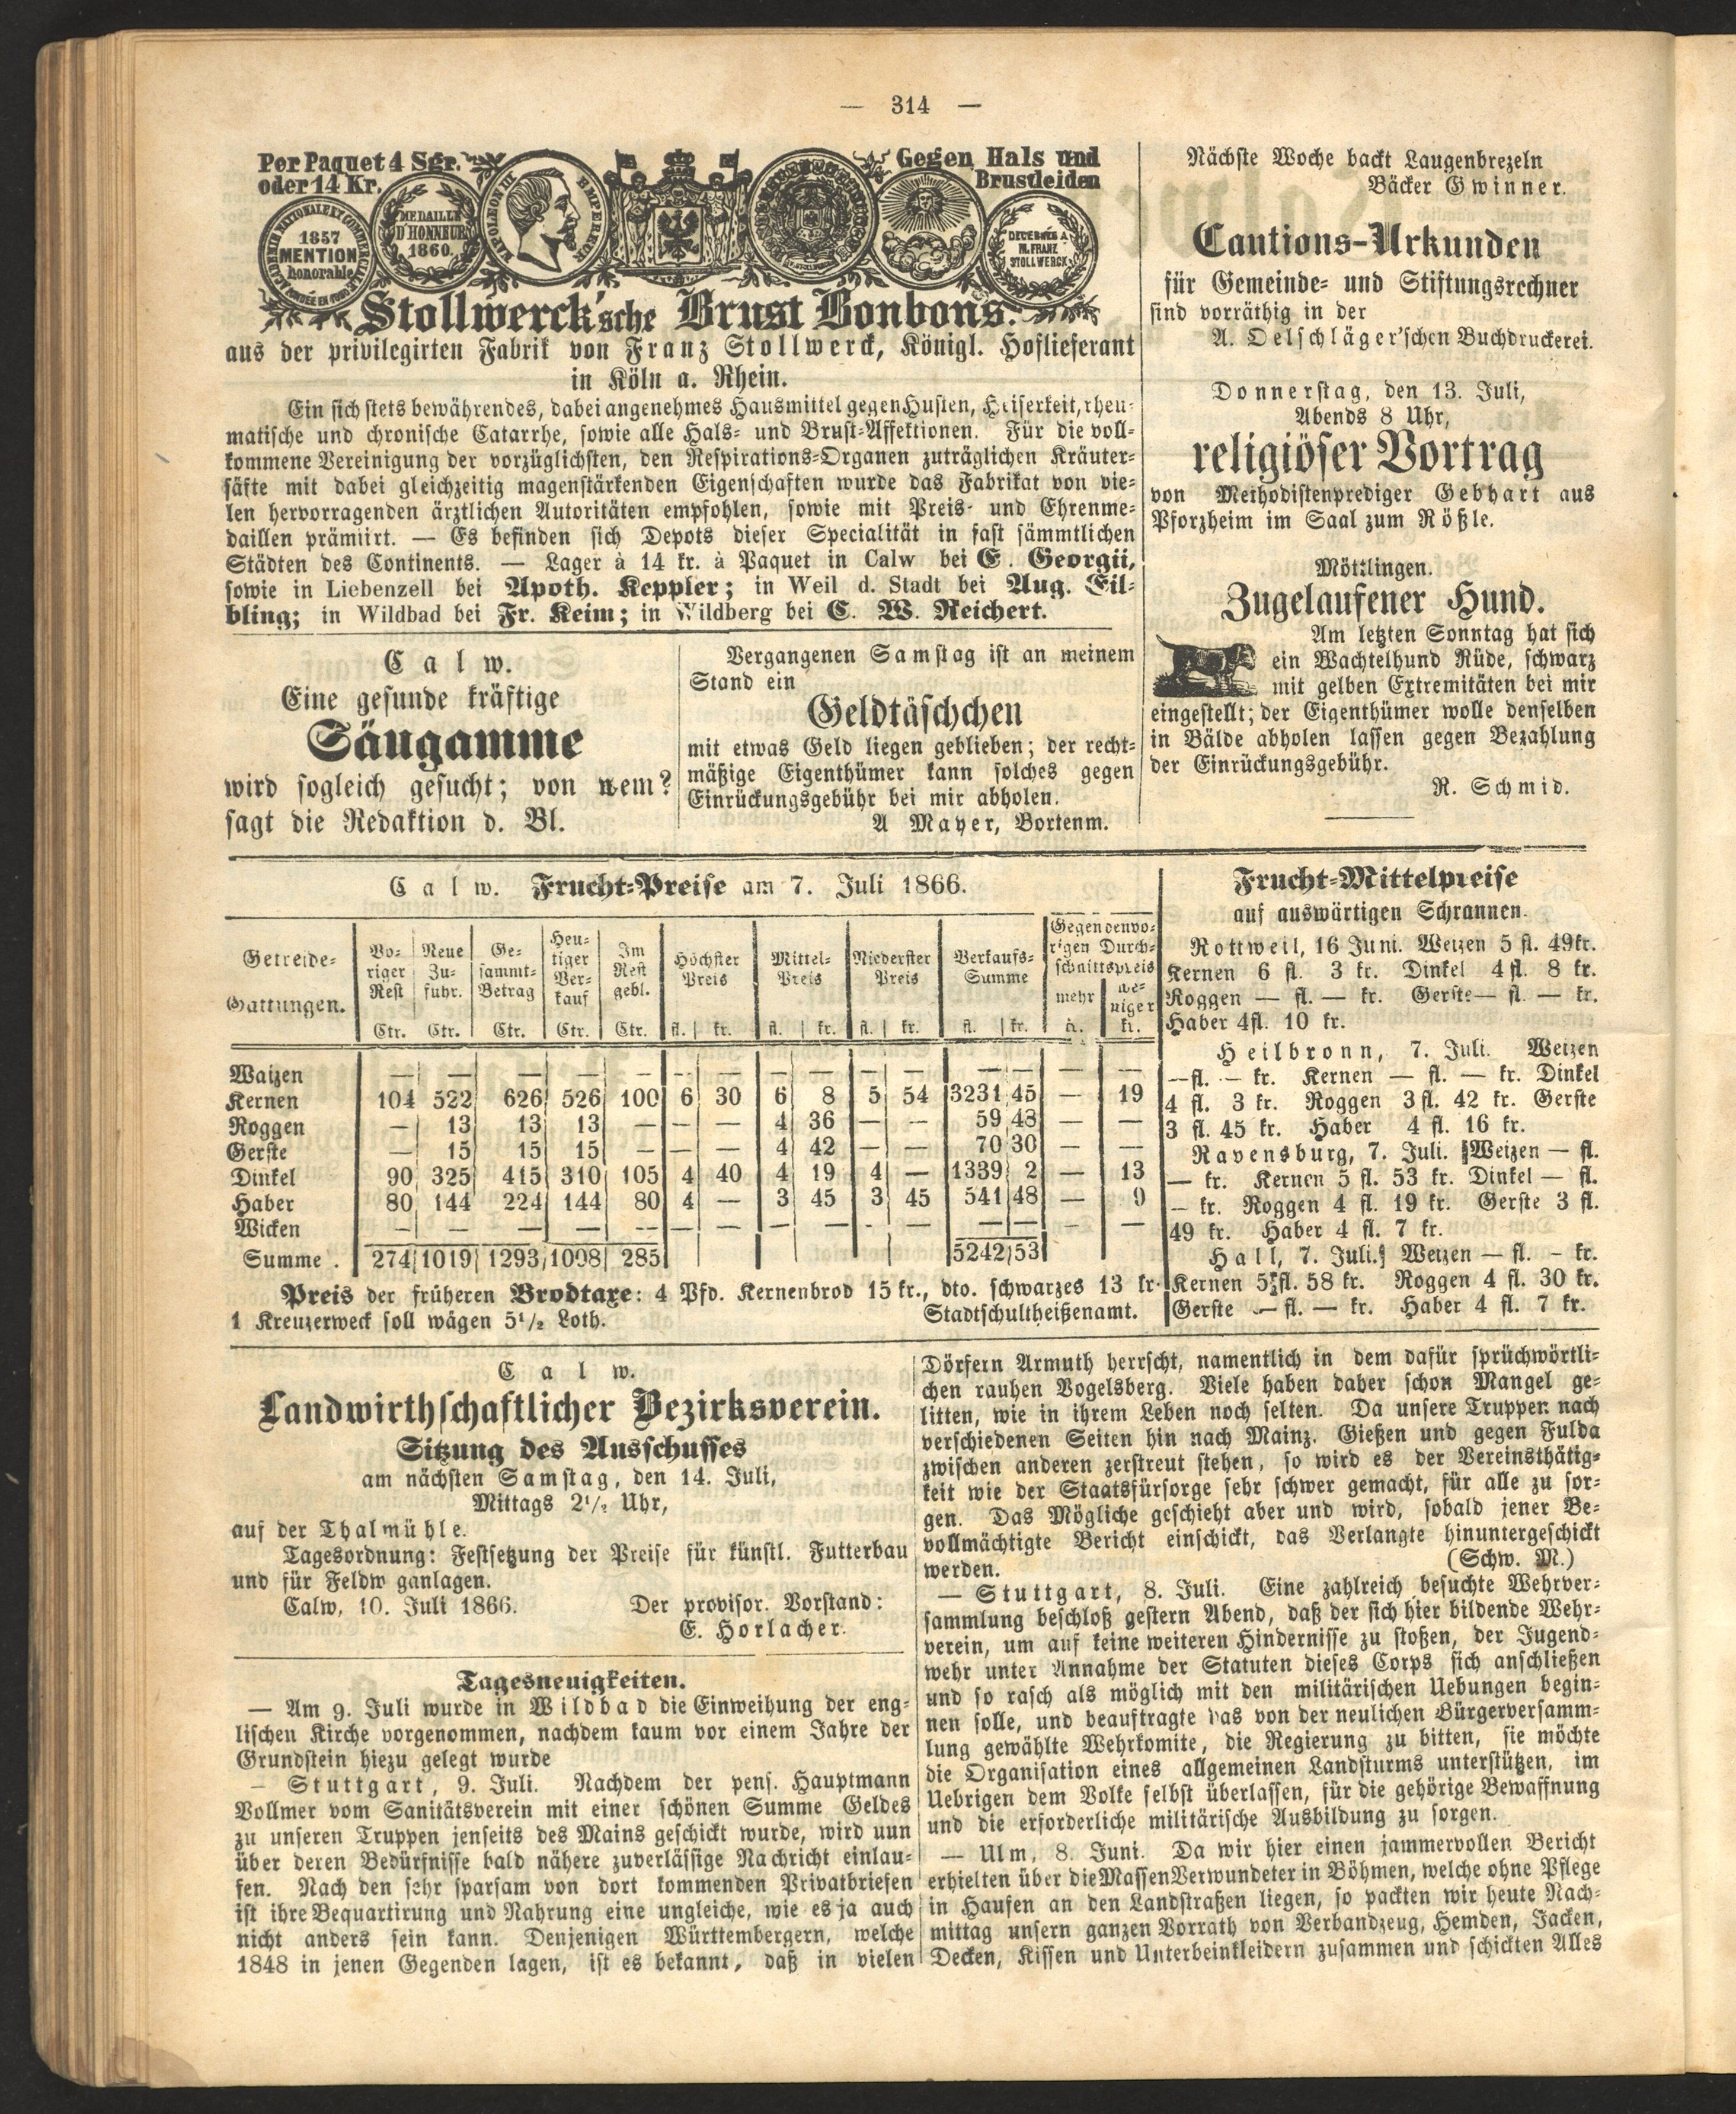 — 314 —
Per Paquet 4 Sgr.
oder 14 Kr.
Gegen Hals und
Brustleiden
1857
MENTION
honorable
MEDAILLE
D'HONNEUR
1860
NAPOLEON III EMPEREUR
DECERNÉE A
M. FRANZ
STOLLWERCK
Stollwerck'sche Brust Bonbons.
aus der privilegirten Fabrik von Franz Stollwerck, Königl. Hoflieferant
in Köln a. Rhein.
Ein sich stets bewährendes, dabei angenehmes Hausmittel gegen Husten, Heiserkeit, rheu-
matische und chronische Catarrhe, sowie alle Hals- und Brust-Affektionen. Für die voll-
kommene Vereinigung der vorzüglichsten, den Respirations-Organen zuträglichen Kräuter-
säfte mit dabei gleichzeitig magenstärkenden Eigenschaften wurde das Fabrikat von vie-
len hervorragenden ärztlichen Autoritäten empfohlen, sowie mit Preis- und Ehrenme-
daillen prämiirt. — Es befinden sich Depots dieser Specialität in fast sämmtlichen
Städten des Continents. — Lager à 14 kr. à Paquet in Calw bei E. Georgii,
sowie in Liebenzell bei Apoth. Keppler; in Weil d. Stadt bei Aug. Eil-
bling; in Wildbad bei Fr. Keim; in Wildberg bei C. W. Reichert.
Calw.
Eine gesunde kräftige
Säugamme
wird sogleich gesucht; von wem?
sagt die Redaktion d. Bl.
Vergangenen Samstag ist an meinem
Stand ein
Geldtäschchen
mit etwas Geld liegen geblieben; der recht-
mäßige Eigenthümer kann solches gegen
Einrückungsgebühr bei mir abholen.
A Mayer, Bortenm.
Nächste Woche backt Laugenbrezeln
Bäcker Gwinner.
Cautions-Urkunden
für Gemeinde- und Stiftungsrechner
sind vorräthig in der
A. Oelschläger'schen Buchdruckerei.
Donnerstag, den 13. Juli,
Abends 8 Uhr,
religiöser Vortrag
von Methodistenprediger Gebhart aus
Pforzheim im Saal zum Rößle.
Möttlingen.
Zugelaufener Hund.
Am letzten Sonntag hat sich
ein Wachtelhund Rüde, schwarz
mit gelben Extremitäten bei mir
eingestellt; der Eigenthümer wolle denselben
in Bälde abholen lassen gegen Bezahlung
der Einrückungsgebühr.
R. Schmid.
Calw. Frucht-Preise am 7. Juli 1866.
Getreide-Gattungen. | Vo-riger Rest | Neue Zu-fuhr. | Ge-sammt-Betrag | Heu-tiger Ver-kauf | Im Rest gebl. | Höchster Preis | Mittel-Preis | Niederster Preis | Verkaufs-Summe | Gegen den vo-rigen Durch-schnittspreis mehr | we-niger
Ctr. | Ctr. | Ctr. | Ctr. | Ctr. | fl. | kr. | fl. | kr. | fl. | kr. | fl. | kr. | kr. | kr.
Waizen — — — — — — — — — — — — — — —
Kernen 104 522 626 526 100 6 30 6 8 5 54 3231 45 — 19
Roggen — 13 13 13 — — — 4 36 — — 59 48 — —
Gerste — 15 15 15 — — — 4 42 — — 70 30 — —
Dinkel 90 325 415 310 105 4 40 4 19 4 — 1339 2 — 13
Haber 80 144 224 144 80 4 — 3 45 3 45 541 48 — 9
Wicken — — — — — — — — — — — — — — —
Summe . 274 1019 1293 1008 285 5242 53
Preis der früheren Brodtaxe: 4 Pfd. Kernenbrod 15 kr., dto. schwarzes 13 kr.
1 Kreuzerweck soll wägen 5 1/2 Loth. Stadtschultheißenamt.
Frucht-Mittelpreise
auf auswärtigen Schrannen.
Rottweil, 16 Juni. Weizen 5 fl. 49kr.
Kernen 6 fl. 3 kr. Dinkel 4 fl. 8 kr.
Roggen — fl. — kr. Gerste — fl. — kr.
Haber 4 fl. 10 kr.
Heilbronn, 7. Juli. Weizen
— fl. — kr. Kernen — fl. — kr. Dinkel
4 fl. 3 kr. Roggen 3 fl. 42 kr. Gerste
3 fl. 45 kr. Haber 4 fl. 16 kr.
Ravensburg, 7. Juli. Weizen — fl.
— kr. Kernen 5 fl. 53 kr. Dinkel — fl.
— kr. Roggen 4 fl. 19 kr. Gerste 3 fl.
49 kr. Haber 4 fl. 7 kr.
Hall, 7. Juli. Weizen — fl. – kr.
Kernen 5 fl. 58 kr. Roggen 4 fl. 30 kr.
Gerste — fl. — kr. Haber 4 fl. 7 kr.
Calw.
Landwirthschaftlicher Bezirksverein.
Sitzung des Ausschusses
am nächsten Samstag, den 14. Juli,
Mittags 2 1/2 Uhr,
auf der Thalmühle.
Tagesordnung: Festsetzung der Preise für künstl. Futterbau
und für Feldw ganlagen.
Calw, 10. Juli 1866. Der provisor. Vorstand:
E. Horlacher.
Tagesneuigkeiten.
— Am 9. Juli wurde in Wildbad die Einweihung der eng-
lischen Kirche vorgenommen, nachdem kaum vor einem Jahre der
Grundstein hiezu gelegt wurde
– Stuttgart, 9. Juli. Nachdem der pens. Hauptmann
Vollmer vom Sanitätsverein mit einer schönen Summe Geldes
zu unseren Truppen jenseits des Mains geschickt wurde, wird uun
über deren Bedürfnisse bald nähere zuverlässige Nachricht einlau-
fen. Nach den sehr sparsam von dort kommenden Privatbriefen
ist ihre Bequartirung und Nahrung eine ungleiche, wie es ja auch
nicht anders sein kann. Denjenigen Württembergern, welche
1848 in jenen Gegenden lagen, ist es bekannt, daß in vielen
Dörfern Armuth herrscht, namentlich in dem dafür sprüchwörtli-
chen rauhen Vogelsberg. Viele haben daher schon Mangel ge-
litten, wie in ihrem Leben noch selten. Da unsere Truppen nach
verschiedenen Seiten hin nach Mainz. Gießen und gegen Fulda
zwischen anderen zerstreut stehen, so wird es der Vereinsthätig-
keit wie der Staatsfürsorge sehr schwer gemacht, für alle zu sor-
gen. Das Mögliche geschieht aber und wird, sobald jener Be-
vollmächtigte Bericht einschickt, das Verlangte hinuntergeschickt
werden. (Schw. M.)
— Stuttgart, 8. Juli. Eine zahlreich besuchte Wehrver-
sammlung beschloß gestern Abend, daß der sich hier bildende Wehr-
verein, um auf keine weiteren Hindernisse zu stoßen, der Jugend-
wehr unter Annahme der Statuten dieses Corps sich anschließen
und so rasch als möglich mit den militärischen Uebungen begin-
nen solle, und beauftragte das von der neulichen Bürgerversamm-
lung gewählte Wehrkomite, die Regierung zu bitten, sie möchte
die Organisation eines allgemeinen Landsturms unterstützen, im
Uebrigen dem Volke selbst überlassen, für die gehörige Bewaffnung
und die erforderliche militärische Ausbildung zu sorgen.
— Ulm, 8. Juni. Da wir hier einen jammervollen Bericht
erhielten über die Massen Verwundeter in Böhmen, welche ohne Pflege
in Haufen an den Landstraßen liegen, so packten wir heute Nach-
mittag unsern ganzen Vorrath von Verbandzeug, Hemden, Jacken,
Decken, Kissen und Unterbeinkleidern zusammen und schickten Alles